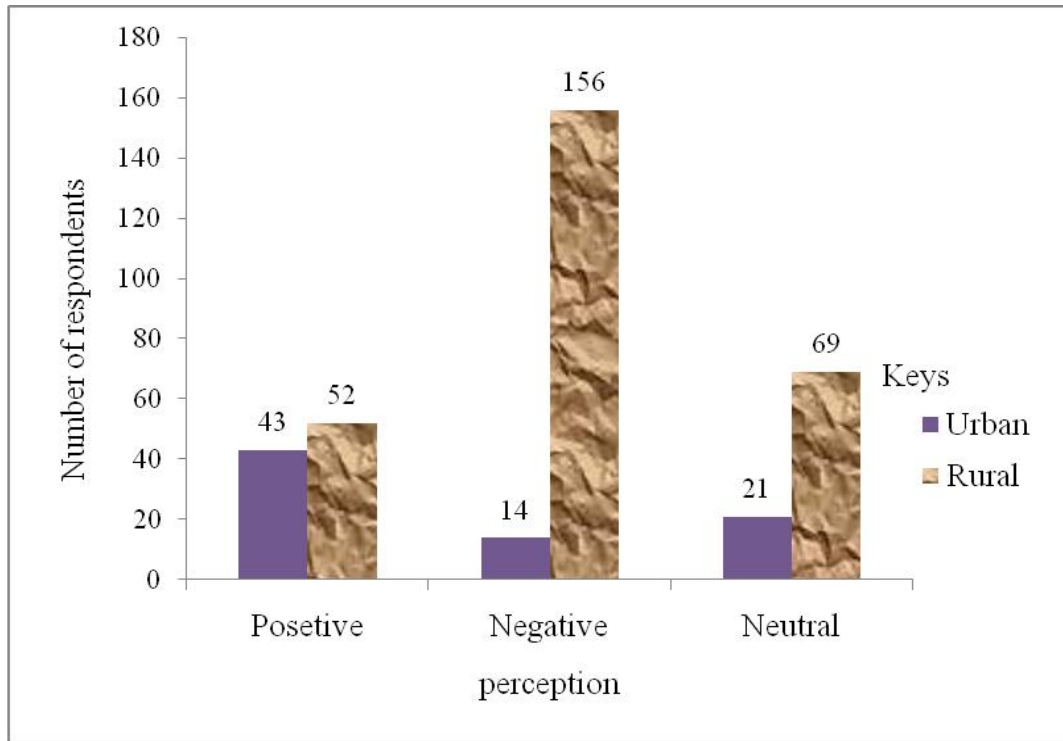 180
160
140
120
100
80
60
40
20
0
Number of respondents
43
52
14
156
21
69
Posetive
Negative
Neutral
perception
Keys
Urban
Rural